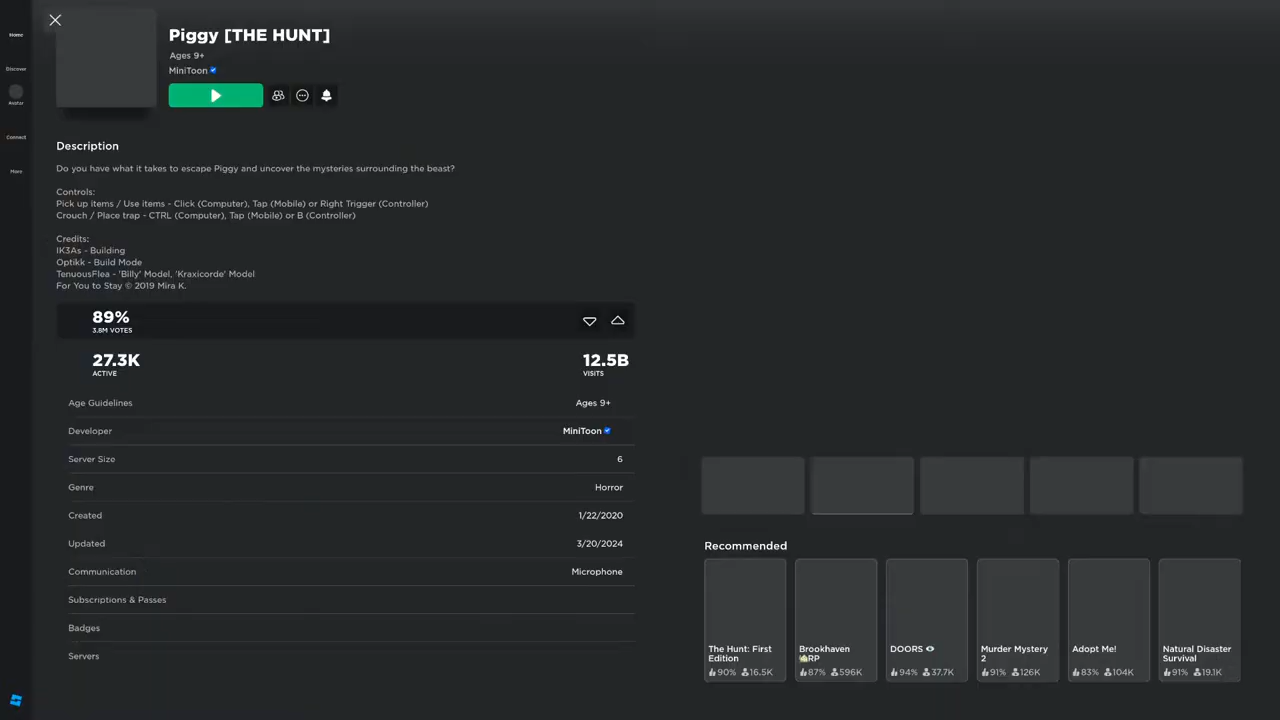 Home
Discover
Avatar
Connect
More
Piggy [THE HUNT]
Ages 9+
MiniToon
Description
Do you have what it takes to escape Piggy and uncover the mysteries surrounding the beast?
Controls:
Pick up items / Use items - Click (Computer), Tap (Mobile) or Right Trigger (Controller)
Crouch / Place trap - CTRL (Computer), Tap (Mobile) or B (Controller)
Credits:
IK3As - Building
Optikk - Build Mode
TenuousFlea - 'Billy' Model, 'Kraxicorde' Model
For You to Stay © 2019 Mira K.
89%
3.8M VOTES
27.3K
ACTIVE
12.5B
VISITS
Age Guidelines Ages 9+
Developer MiniToon
Server Size 6
Genre Horror
Created 1/22/2020
Updated 3/20/2024
Communication Microphone
Subscriptions & Passes
Badges
Servers
Recommended
The Hunt: First
Edition
90% 16.5K
Brookhaven
RP
87% 596K
DOORS
94% 37.7K
Murder Mystery
2
91% 126K
Adopt Me!
83% 104K
Natural Disaster
Survival
91% 19.1K